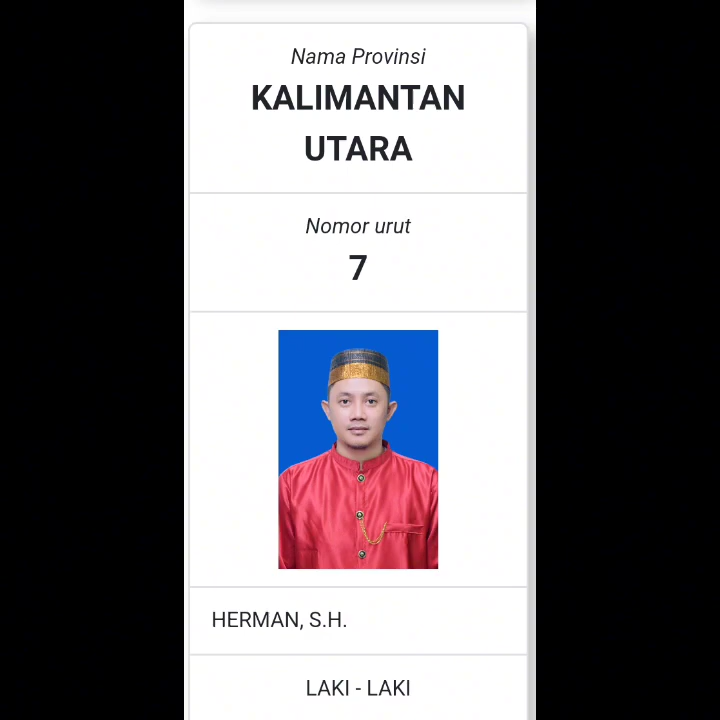 Nama Provinsi
KALIMANTAN
UTARA
Nomor urut
7
HERMAN, S.H.
LAKI - LAKI